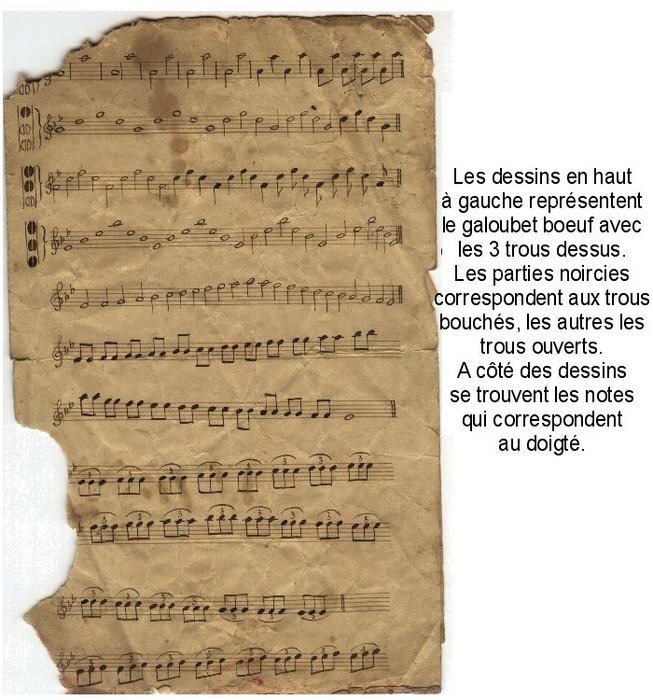 Les dessins en haut
à gauche représentent
le galoubet boeuf avec
les 3 trous dessus.
Les parties noircies
correspondent aux trous
bouchés, les autres les
trous ouverts.
A côté des dessins
se trouvent les notes
qui correspondent
au doigté.